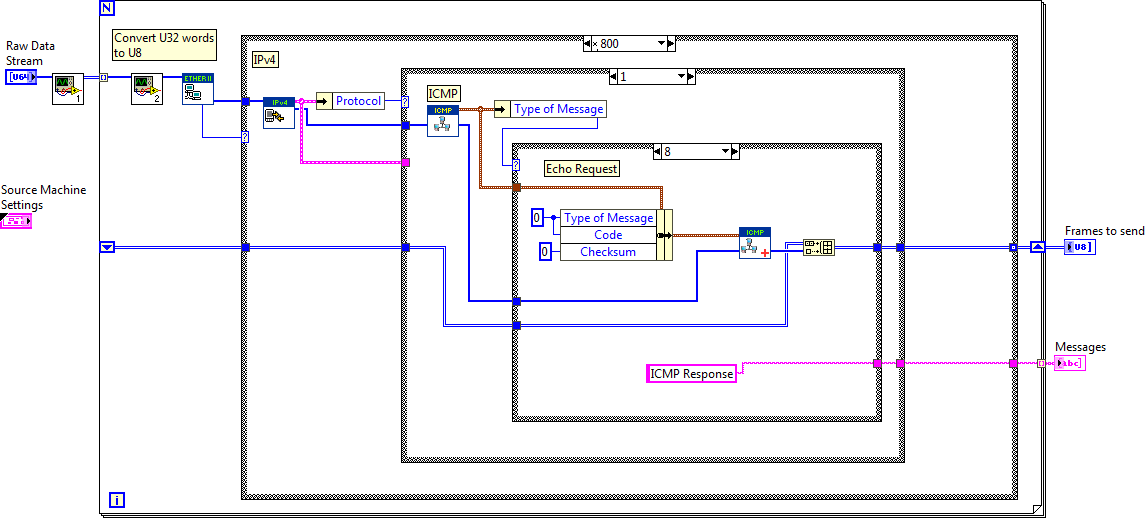 N
Raw Data
Stream
U64
1
Convert U32 words
to U8
2
ETHER II
x 800
IPv4
IPv4
Protocol
?
?
1
ICMP
ICMP
Type of Message
8
?
Echo Request
0
Type of Message
Code
0
Checksum
ICMP
Source Machine
Settings
Frames to send
U8
Messages
abc
ICMP Response
i